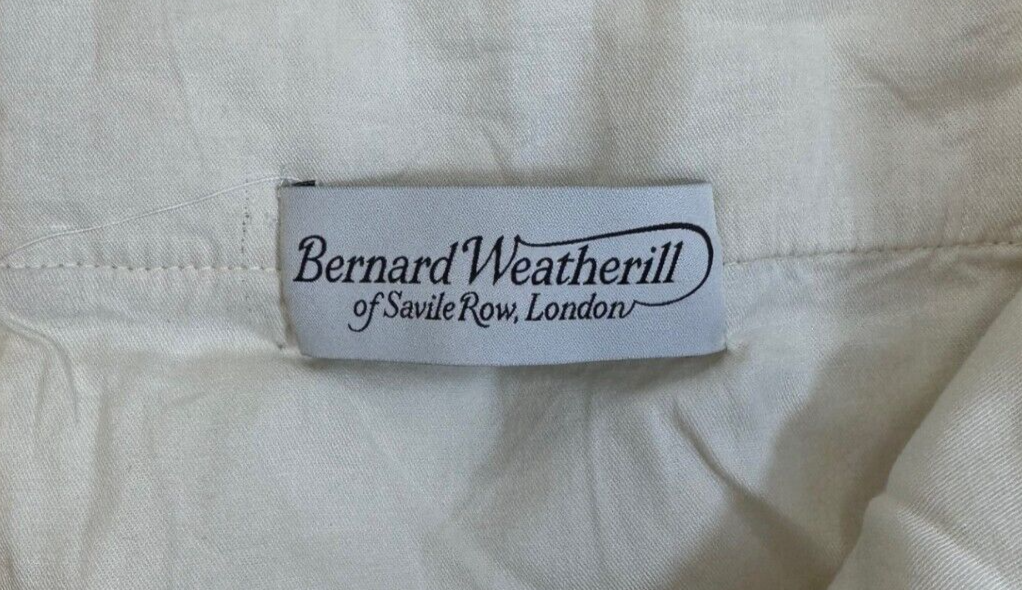 Bernard Weatherill
of Savile Row, London